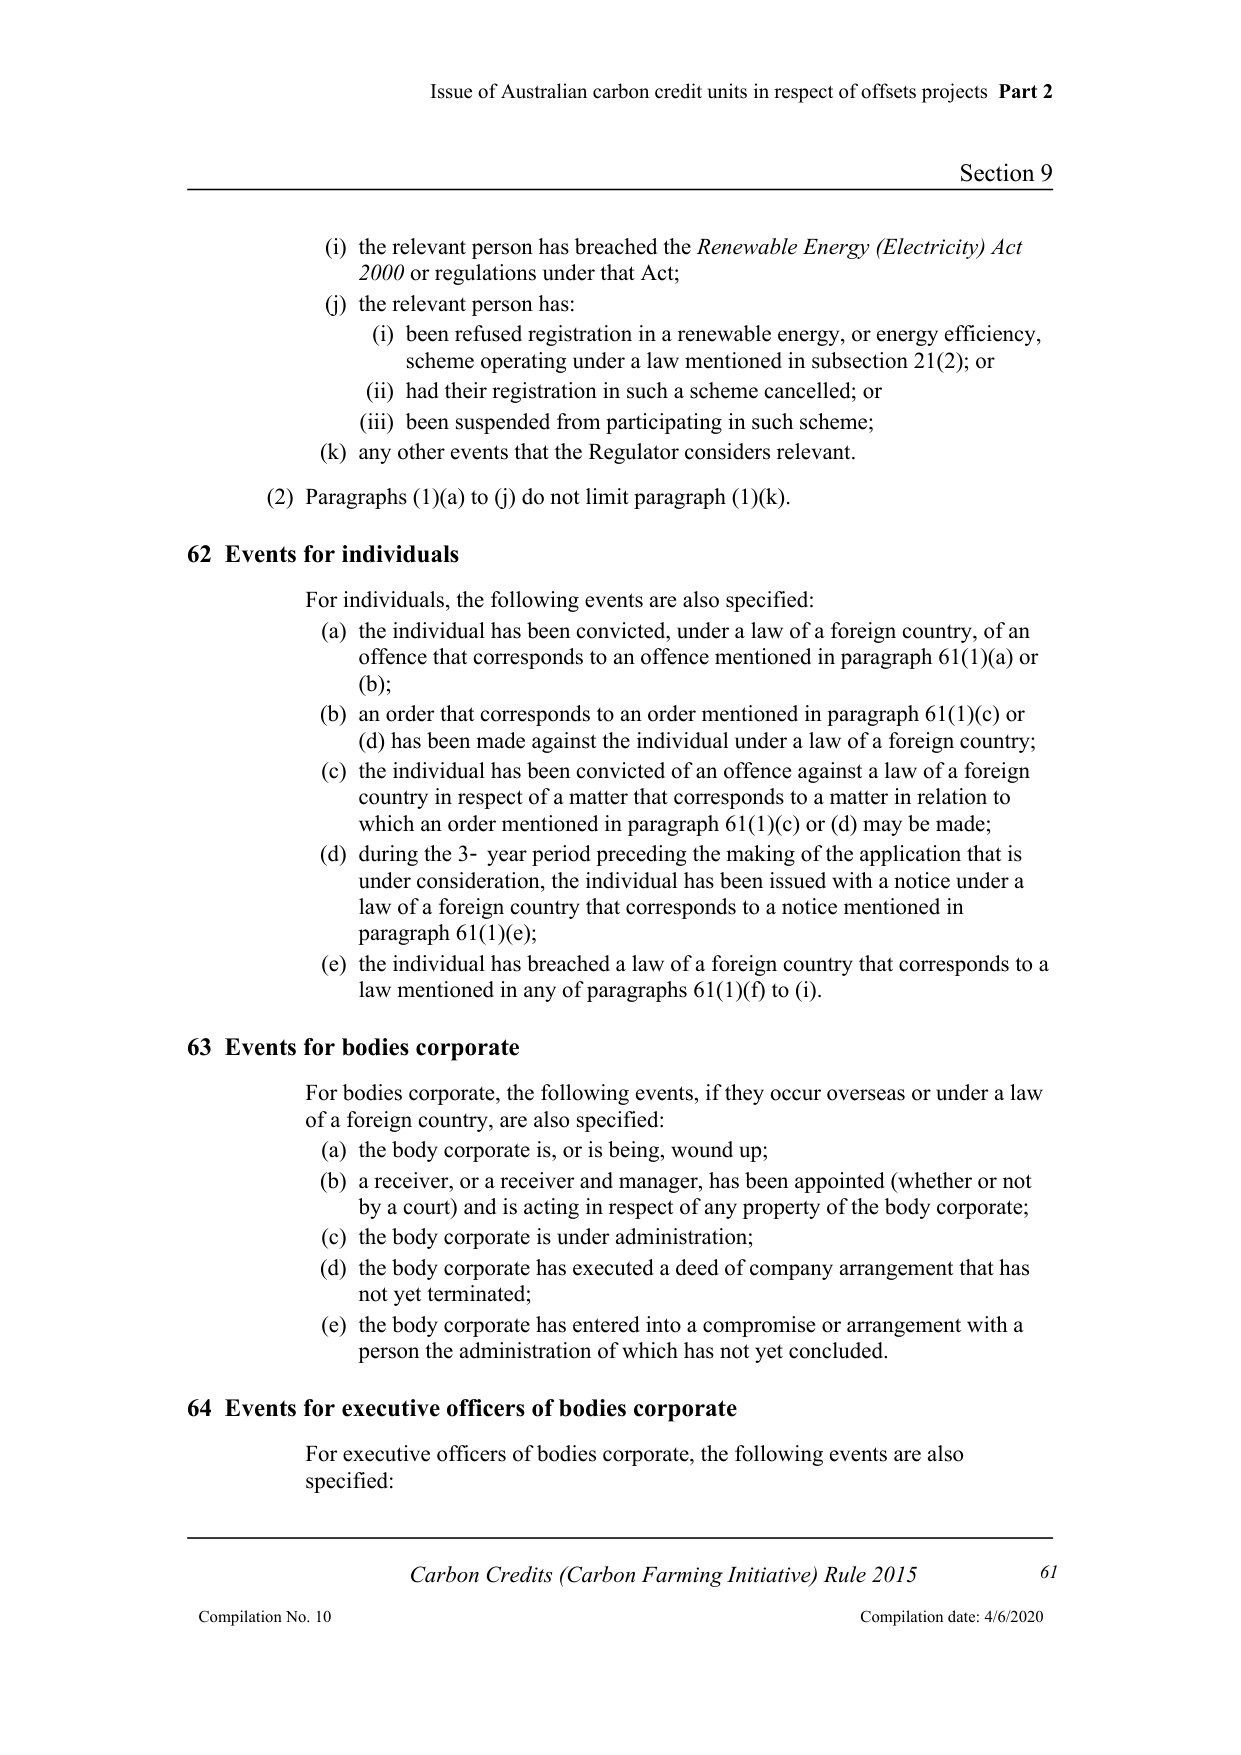 Issue of Australian carbon credit units in respect of offsets projects Part 2
Section 9
(i) the relevant person has breached the Renewable Energy (Electricity) Act
2000 or regulations under that Act;
(j) the relevant person has:
(i) been refused registration in a renewable energy, or energy efficiency,
scheme operating under a law mentioned in subsection 21(2); or
(ii) had their registration in such a scheme cancelled; or
(iii) been suspended from participating in such scheme;
(k) any other events that the Regulator considers relevant.
(2) Paragraphs (1)(a) to (j) do not limit paragraph (1)(k).
62 Events for individuals
For individuals, the following events are also specified:
(a) the individual has been convicted, under a law of a foreign country, of an
offence that corresponds to an offence mentioned in paragraph 61(1)(a) or
(b);
(b) an order that corresponds to an order mentioned in paragraph 61(1)(c) or
(d) has been made against the individual under a law of a foreign country;
(c) the individual has been convicted of an offence against a law of a foreign
country in respect of a matter that corresponds to a matter in relation to
which an order mentioned in paragraph 61(1)(c) or (d) may be made;
(d) during the 3- year period preceding the making of the application that is
under consideration, the individual has been issued with a notice under a
law of a foreign country that corresponds to a notice mentioned in
paragraph 61(1)(e);
(e) the individual has breached a law of a foreign country that corresponds to a
law mentioned in any of paragraphs 61(1)(f) to (i).
63 Events for bodies corporate
For bodies corporate, the following events, if they occur overseas or under a law
of a foreign country, are also specified:
(a) the body corporate is, or is being, wound up;
(b) a receiver, or a receiver and manager, has been appointed (whether or not
by a court) and is acting in respect of any property of the body corporate;
(c) the body corporate is under administration;
(d) the body corporate has executed a deed of company arrangement that has
not yet terminated;
(e) the body corporate has entered into a compromise or arrangement with a
person the administration of which has not yet concluded.
64 Events for executive officers of bodies corporate
For executive officers of bodies corporate, the following events are also
specified:
Carbon Credits (Carbon Farming Initiative) Rule 2015 61
Compilation No. 10 Compilation date: 4/6/2020